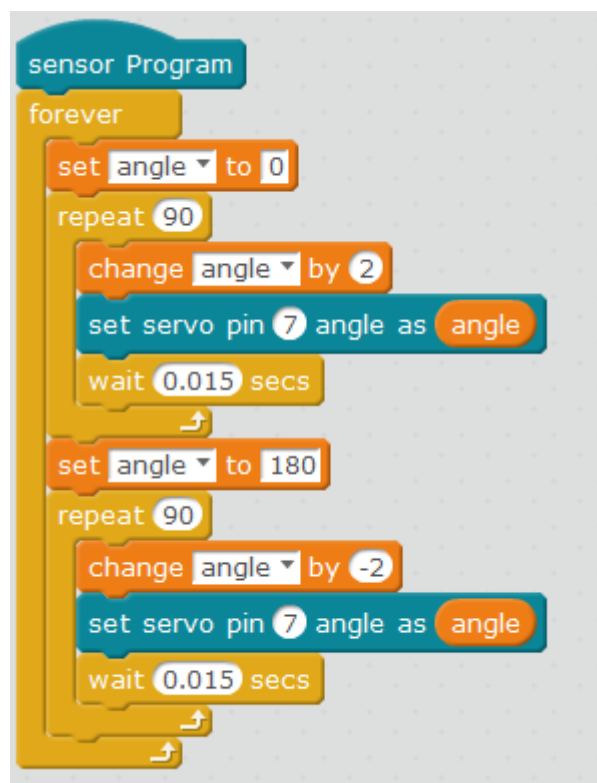 sensor Program
forever
set angle to 0
repeat 90
change angle by 2
set servo pin 7 angle as angle
wait 0.015 secs
set angle to 180
repeat 90
change angle by -2
set servo pin 7 angle as angle
wait 0.015 secs